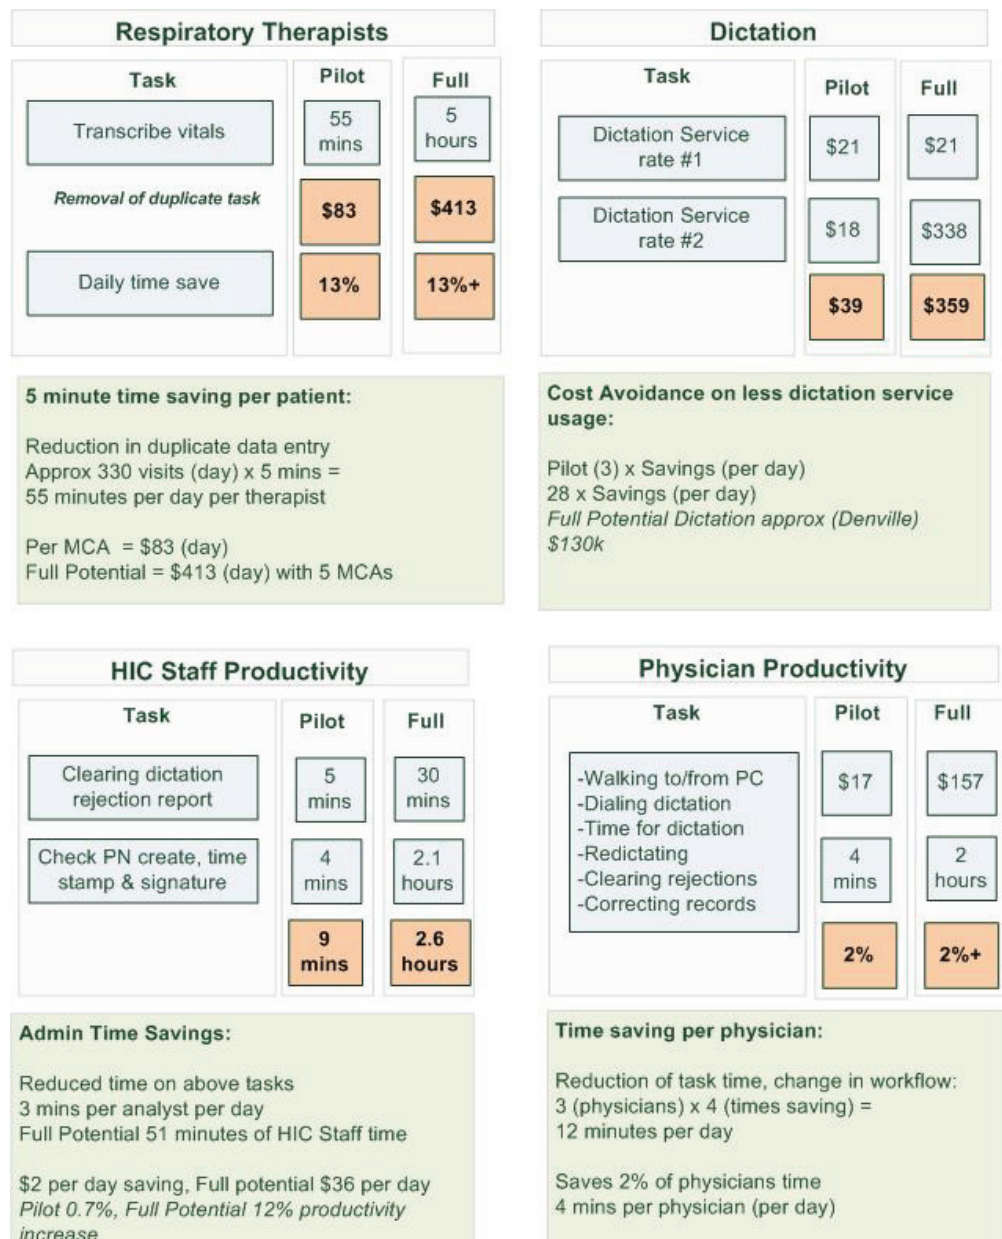 Respiratory Therapists
Task
Pilot
Full
Transcribe vitals
55
mins
5
hours
Removal of duplicate task
$83
$413
Daily time save
13%
13%+
5 minute time saving per patient:
Reduction in duplicate data entry
Approx 330 visits (day) x 5 mins =
55 minutes per day per therapist
Per MCA = $83 (day)
Full Potential = $413 (day) with 5 MCAs
Dictation
Task
Pilot
Full
Dictation Service
rate #1
$21
$21
Dictation Service
rate #2
$18
$338
$39
$359
Cost Avoidance on less dictation service
usage:
Pilot (3) x Savings (per day)
28 x Savings (per day)
Full Potential Dictation approx (Denville)
$130k
HIC Staff Productivity
Task
Pilot
Full
Clearing dictation
rejection report
5
mins
30
mins
Check PN create, time
stamp & signature
4
mins
2.1
hours
9
mins
2.6
hours
Admin Time Savings:
Reduced time on above tasks
3 mins per analyst per day
Full Potential 51 minutes of HIC Staff time
$2 per day saving, Full potential $36 per day
Pilot 0.7%, Full Potential 12% productivity
increase
Physician Productivity
Task
Pilot
Full
-Walking to/from PC
-Dialing dictation
-Time for dictation
-Redictating
-Clearing rejections
-Correcting records
$17
$157
4
mins
2
hours
2%
2%+
Time saving per physician:
Reduction of task time, change in workflow:
3 (physicians) x 4 (times saving) =
12 minutes per day
Saves 2% of physicians time
4 mins per physician (per day)